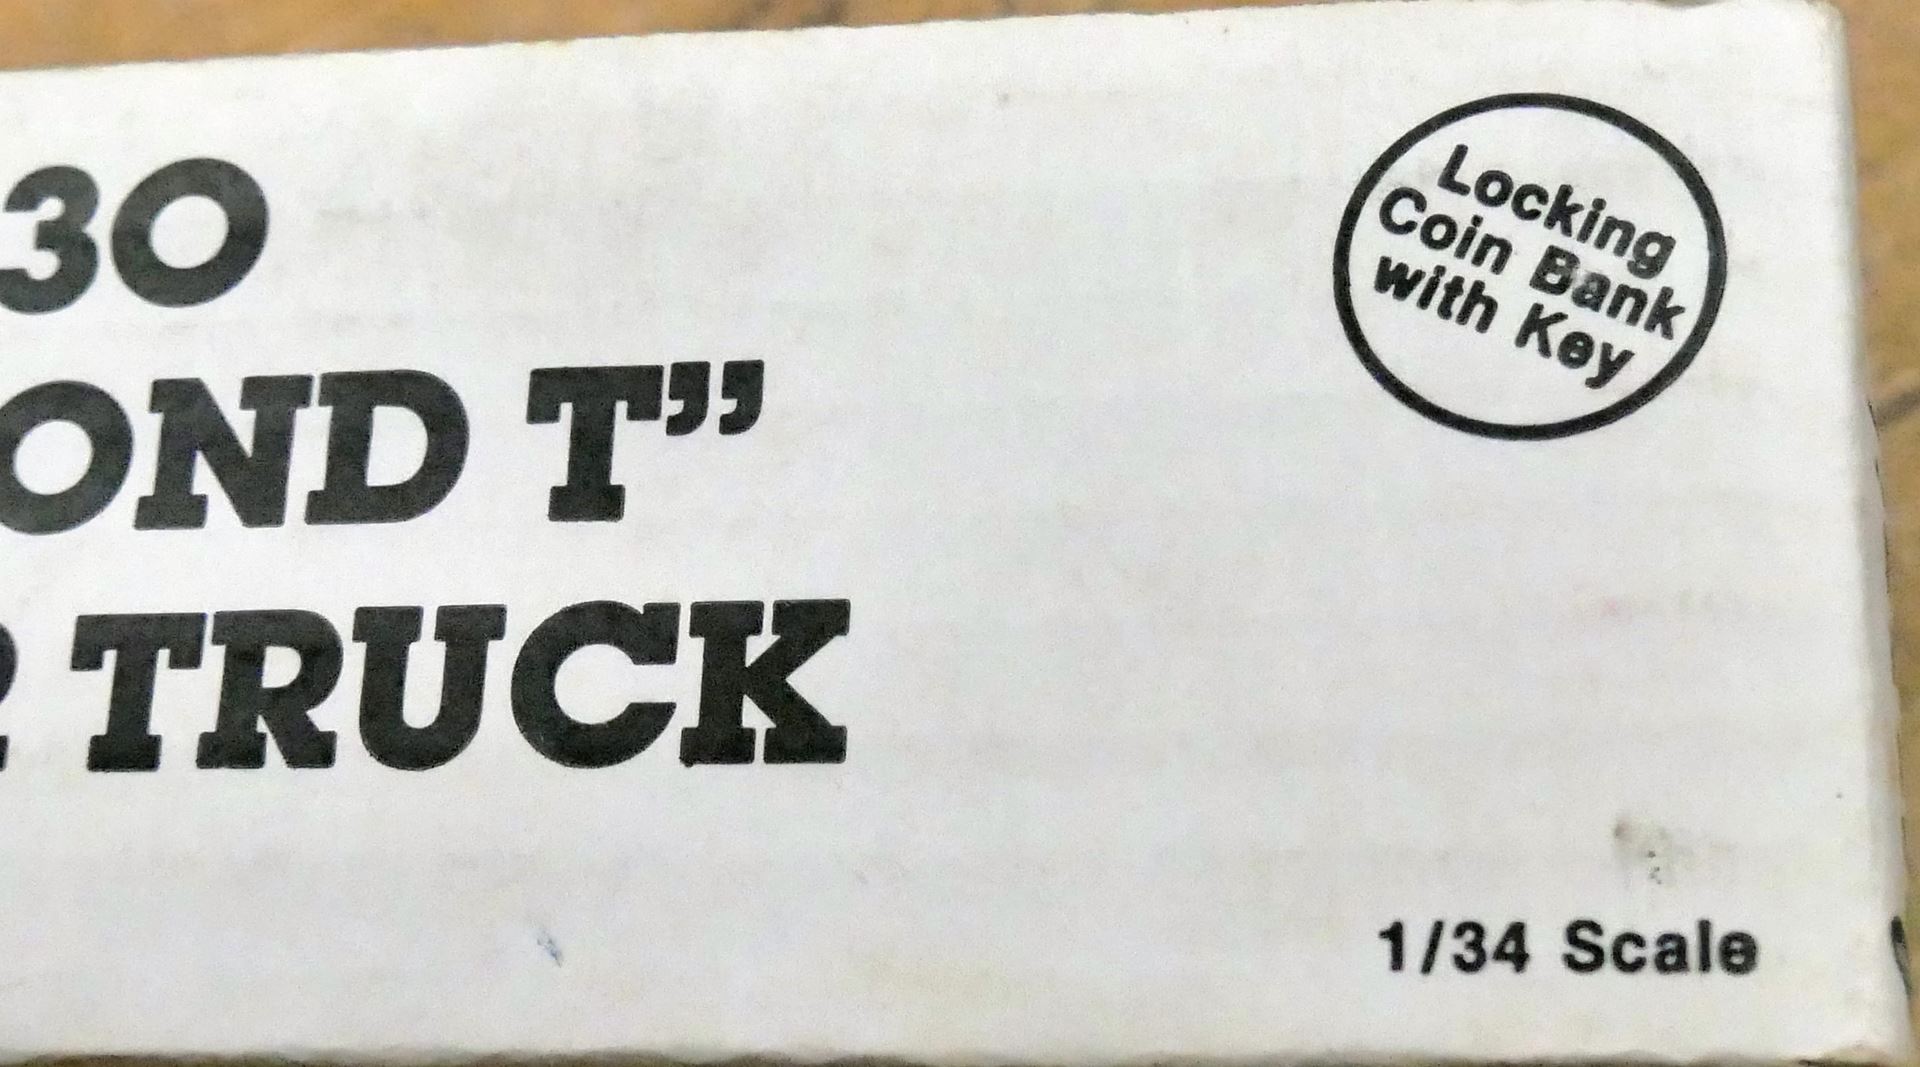 30
OND T”
R TRUCK
Locking
Coin Bank
with Key
1/34 Scale